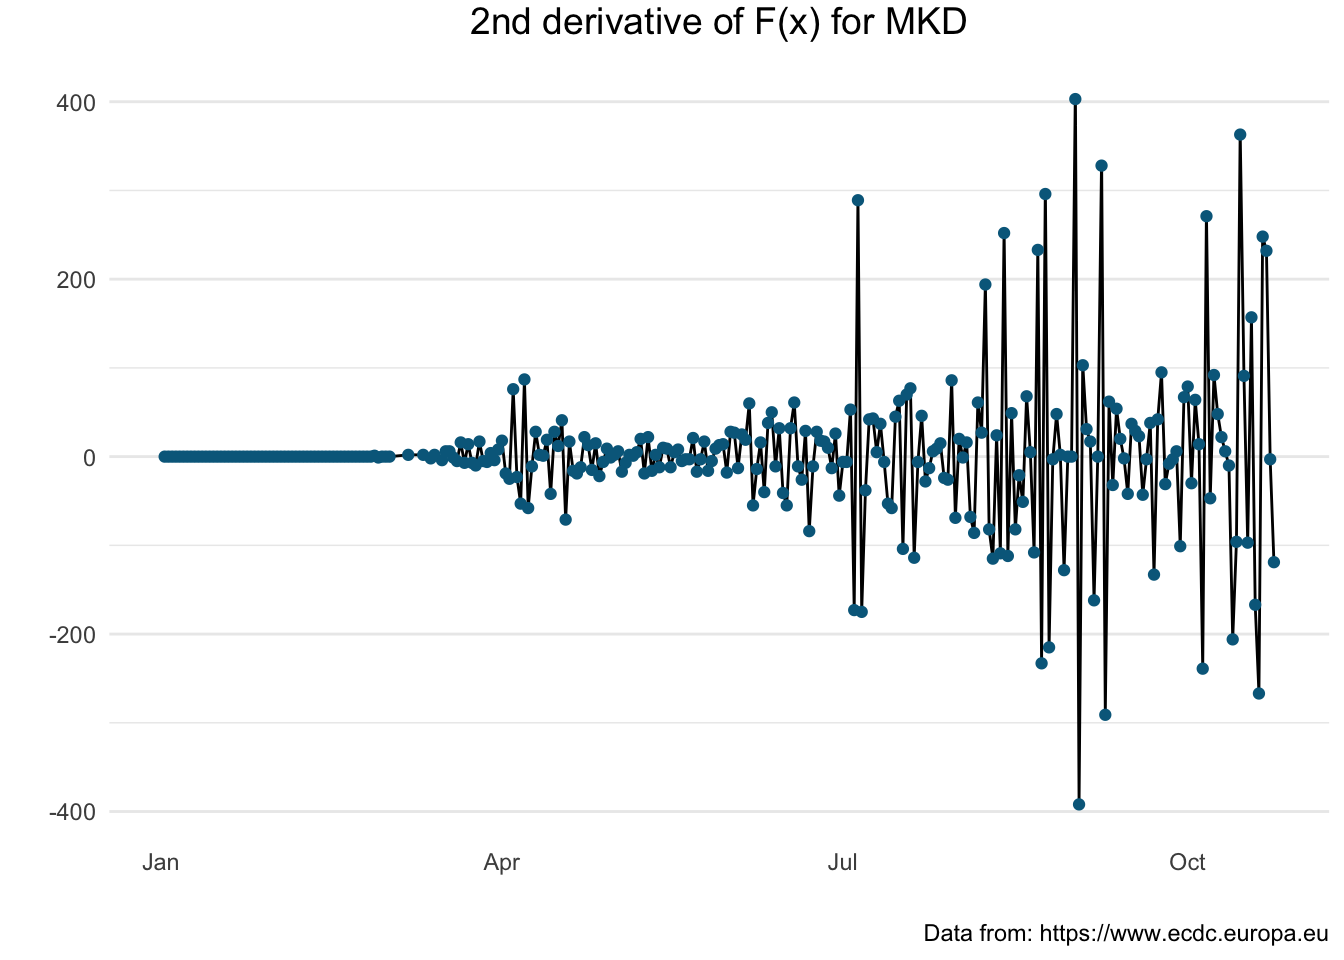 2nd derivative of F(x) for MKD
400
200
0
-200
-400
Jan Apr Jul Oct
Data from: https://www.ecdc.europa.eu